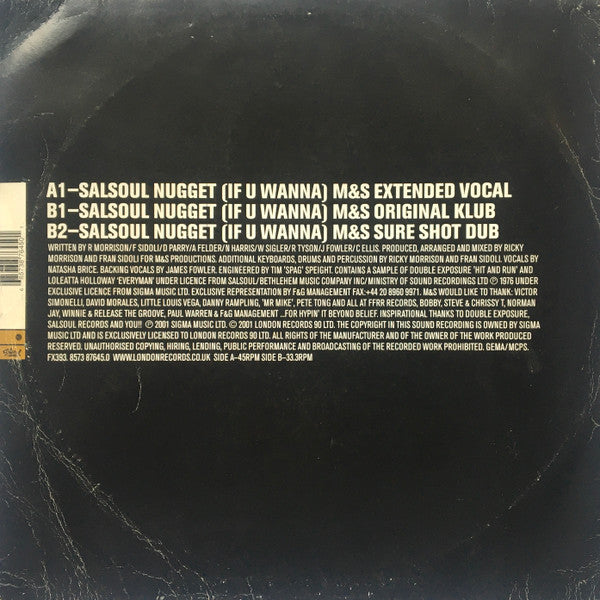 A1–SALSOUL NUGGET (IF U WANNA) M&S EXTENDED VOCAL
B1–SALSOUL NUGGET (IF U WANNA) M&S ORIGINAL KLUB
B2–SALSOUL NUGGET (IF U WANNA) M&S SURE SHOT DUB
WRITTEN BY R MORRISON/F SIDOLI/D PARRY/A FELDER/N HARRIS/W SIGLER/R TYSON/J FOWLER/C ELLIS. PRODUCED, ARRANGED AND MIXED BY RICKY
MORRISON AND FRAN SIDOLI FOR M&S PRODUCTIONS. ADDITIONAL KEYBOARDS, DRUMS AND PERCUSSION BY RICKY MORRISON AND FRAN SIDOLI. VOCALS BY
NATASHA BRICE. BACKING VOCALS BY JAMES FOWLER. ENGINEERED BY TIM 'SPAG' SPEIGHT. CONTAINS A SAMPLE OF DOUBLE EXPOSURE 'HIT AND RUN' AND
LOLEATTA HOLLOWAY 'EVERYMAN' UNDER LICENCE FROM SALSOUL/BETHLEHEM MUSIC COMPANY INC/MINISTRY OF SOUND RECORDINGS LTD ℗ 1976 UNDER
EXCLUSIVE LICENCE FROM SIGMA MUSIC LTD. EXCLUSIVE REPRESENTATION BY F&G MANAGEMENT FAX:+44 20 8960 9971. M&S WOULD LIKE TO THANK: VICTOR
SIMONELLI, DAVID MORALES, LITTLE LOUIS VEGA, DANNY RAMPLING, 'MR MIKE', PETE TONG AND ALL AT FFRR RECORDS, BOBBY, STEVE & CHRISSY T, NORMAN
JAY, WINNIE & RELEASE THE GROOVE, PAUL WARREN & F&G MANAGEMENT ...FOR HYPIN' IT BEYOND BELIEF. INSPIRATIONAL THANKS TO DOUBLE EXPOSURE,
SALSOUL RECORDS AND YOU!!! ℗ 2001 SIGMA MUSIC LTD. © 2001 LONDON RECORDS 90 LTD. THE COPYRIGHT IN THIS SOUND RECORDING IS OWNED BY SIGMA
MUSIC LTD AND IS EXCLUSIVELY LICENSED TO LONDON RECORDS 90 LTD. ALL RIGHTS OF THE MANUFACTURER AND OF THE OWNER OF THE WORK PRODUCED
RESERVED. UNAUTHORISED COPYING, HIRING, LENDING, PUBLIC PERFORMANCE AND BROADCASTING OF THE RECORDED WORK PROHIBITED. GEMA/MCPS.
FX393. 8573 87645.0 WWW.LONDONRECORDS.CO.UK SIDE A–45RPM SIDE B–33.3RPM